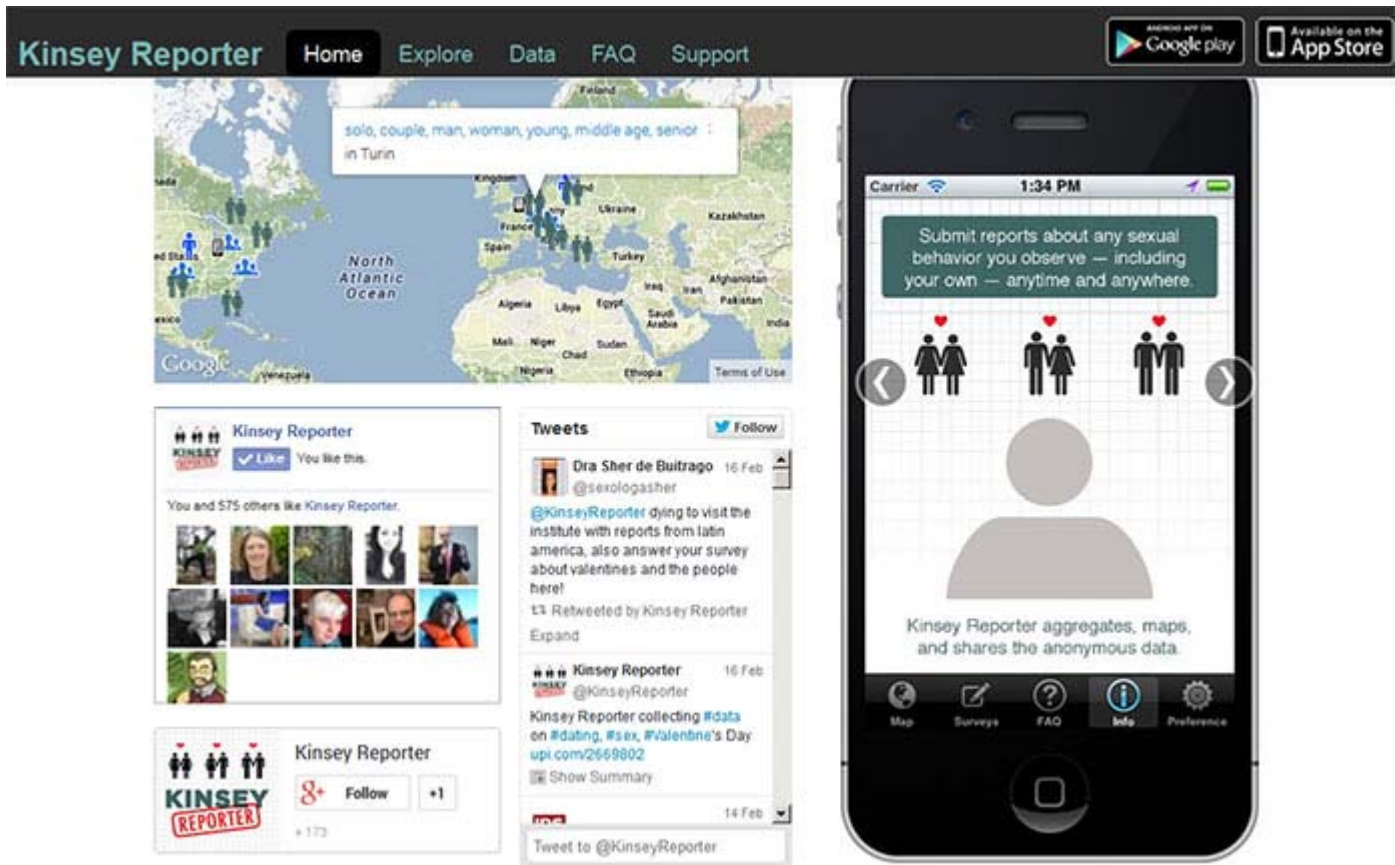 Kinsey Reporter
Home
Explore
Data
FAQ
Support
ANDROID APP ON
Google play
Available on the
App Store
Finland
solo, couple, man, woman, young, middle age, senior :
in Turin
Kingdom
Ukraine
Kazakhstan
France
Spain
Turkey
North
Atlantic
Ocean
Algeria
Libya
Egypt
Iraq
Iran
Afghanistan
Pakistan
Saudi
Arabia
India
Mali
Niger
Chad
Sudan
Nigeria
Ethiopia
Venezuela
Google
Terms of Use
Kinsey Reporter
Like You like this.
You and 575 others like Kinsey Reporter.
KINSEY
REPORTER
Kinsey Reporter
Follow
+1
+ 173
Tweets
Follow
Dra Sher de Buitrago 16 Feb
@sexologasher
@KinseyReporter dying to visit the
institute with reports from latin
america, also answer your survey
about valentines and the people
here!
Retweeted by Kinsey Reporter
Expand
Kinsey Reporter 16 Feb
@KinseyReporter
Kinsey Reporter collecting #data
on #dating, #sex, #Valentine's Day
upi.com/2669802
Show Summary
14 Feb
Tweet to @KinseyReporter
Carrier 1:34 PM
Submit reports about any sexual
behavior you observe — including
your own — anytime and anywhere.
Kinsey Reporter aggregates, maps,
and shares the anonymous data.
Map
Surveys
FAQ
Info
Preference